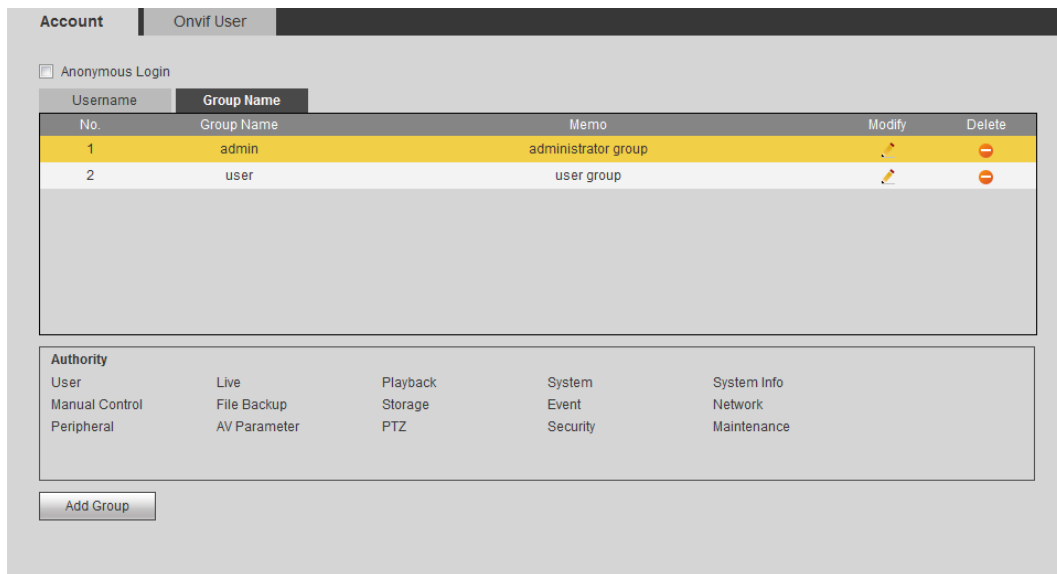 Account Onvif User
Anonymous Login
Username Group Name
No. Group Name Memo Modify Delete
1 admin administrator group
2 user user group
Authority
User Live Playback System System Info
Manual Control File Backup Storage Event Network
Peripheral AV Parameter PTZ Security Maintenance
Add Group